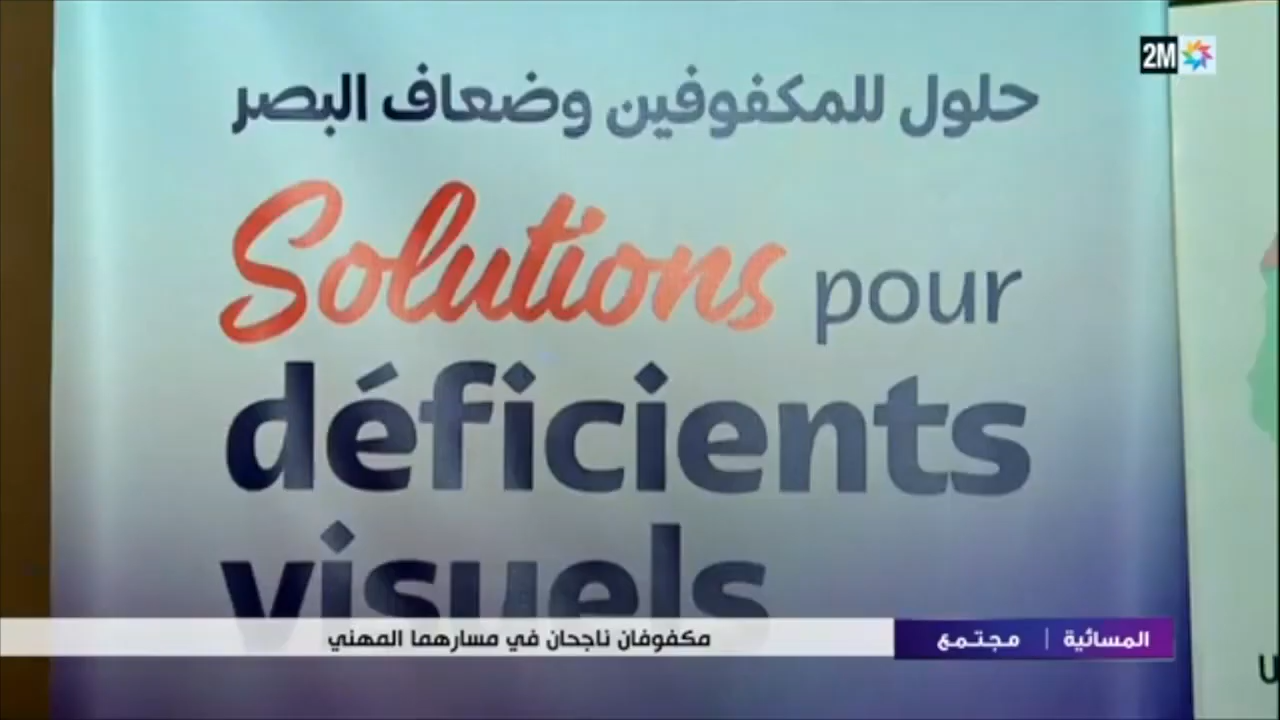 2M
حلول للمكفوفين وضعاف البصر
Solutions pour
déficients
visuels
المسائية | مجتمع
مكفوفان ناجحان في مسارهما المهني